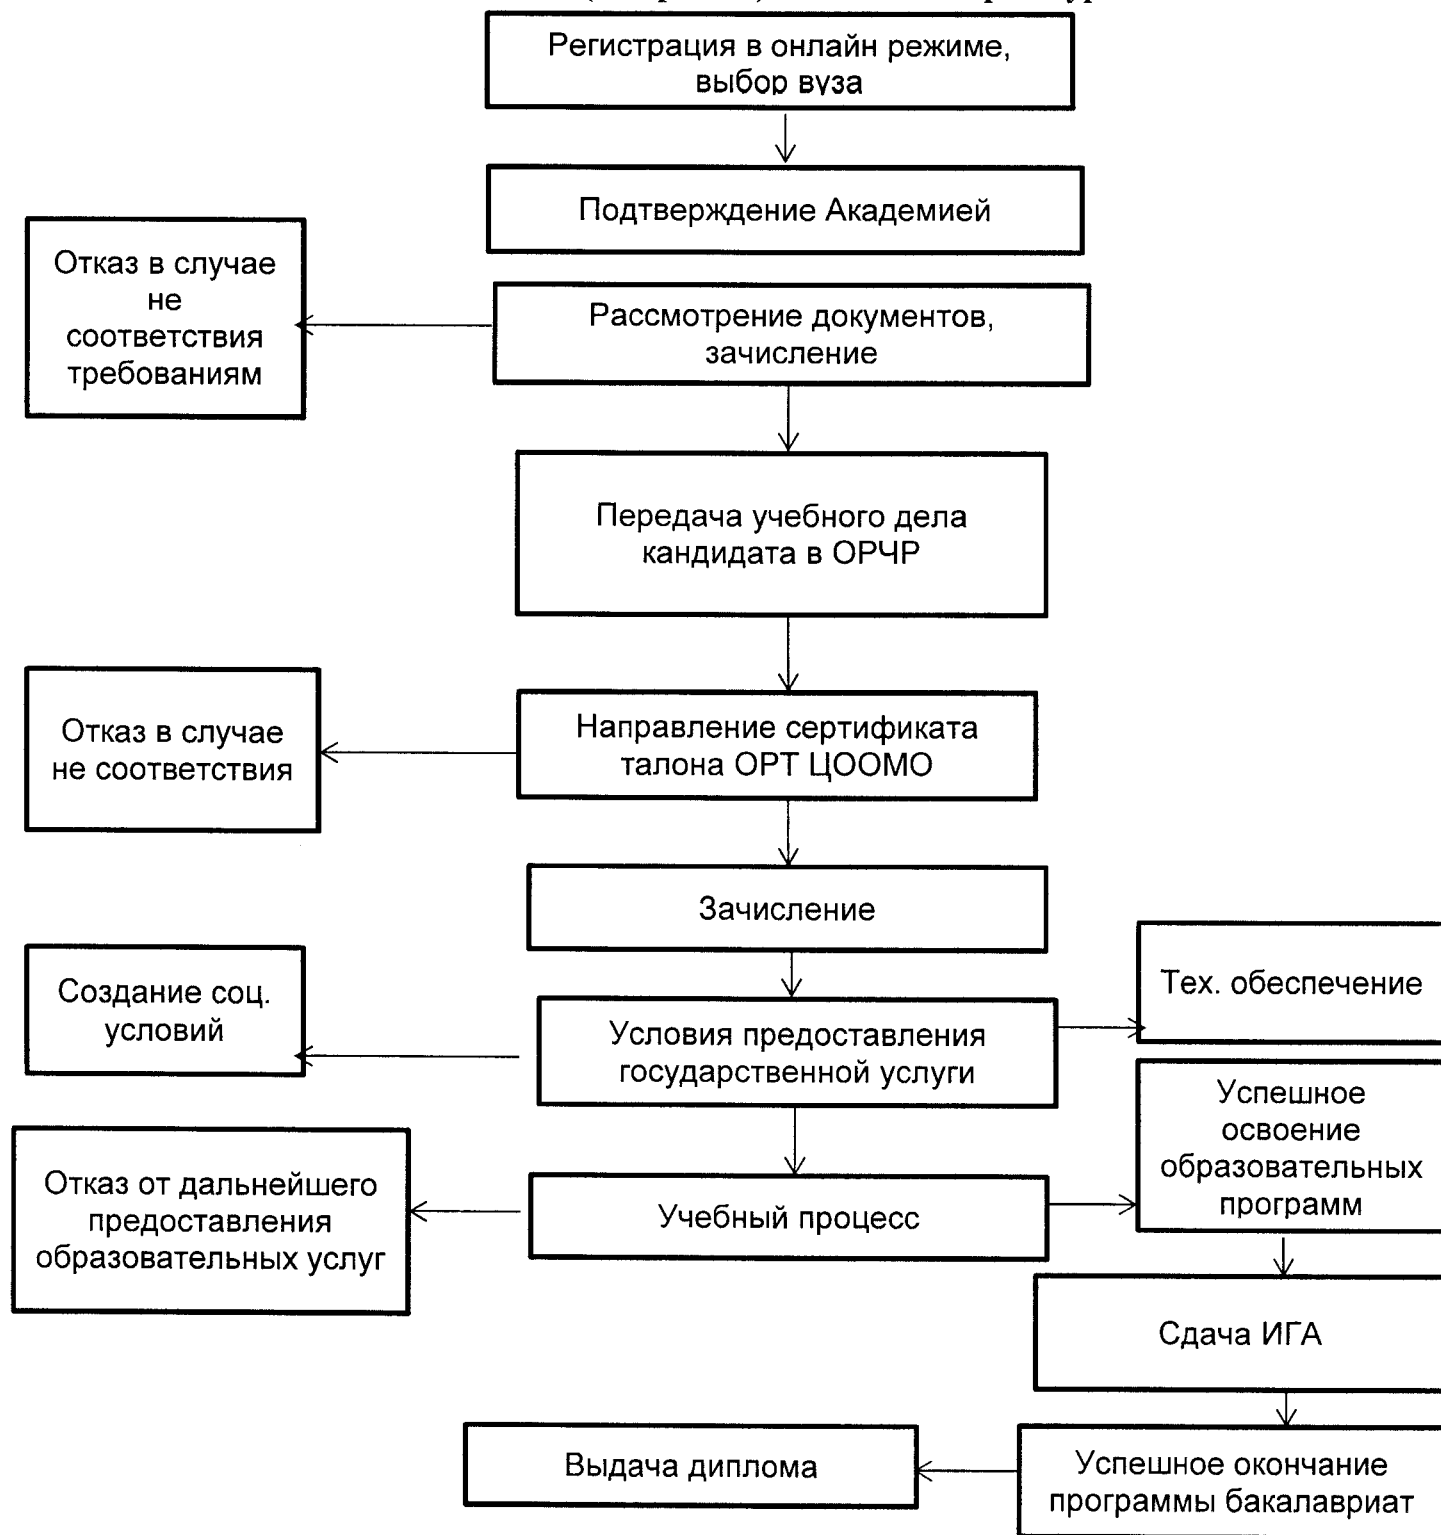 Регистрация в онлайн режиме,
выбор вуза
Подтверждение Академией
Отказ в случае
не
соответствия
требованиям
Рассмотрение документов,
зачисление
Передача учебного дела
кандидата в ОРЧР
Отказ в случае
не соответствия
Направление сертификата
талона ОРТ ЦООМО
Зачисление
Создание соц.
условий
Условия предоставления
государственной услуги
Тех. обеспечение
Отказ от дальнейшего
предоставления
образовательных услуг
Учебный процесс
Успешное
освоение
образовательных
программ
Сдача ИГА
Выдача диплома
Успешное окончание
программы бакалавриат